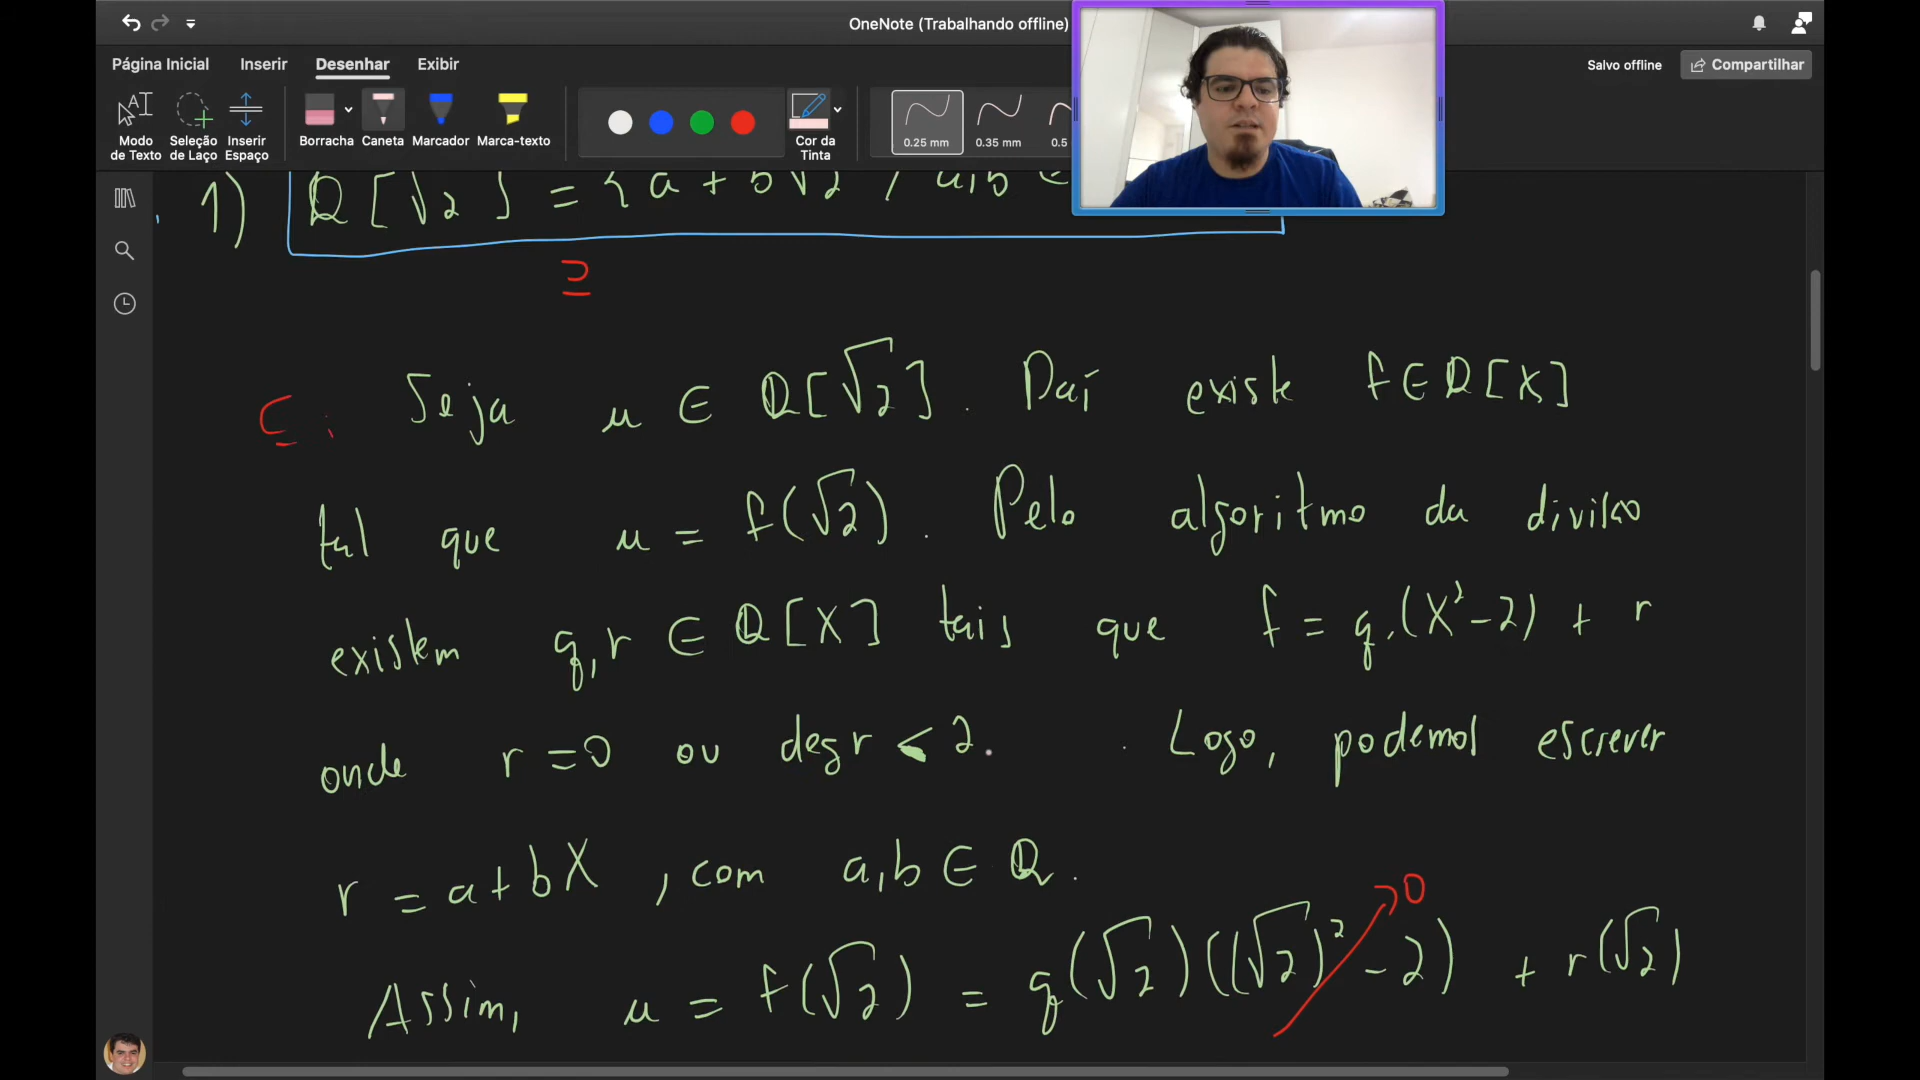 OneNote (Trabalhando offline)
Página Inicial Inserir Desenhar Exibir
Salvo offline Compartilhar
Modo de Texto
Seleção de Laço
Inserir Espaço
Borracha Caneta Marcador Marca-texto
Cor da Tinta
0.25 mm 0.35 mm 0.5
1) ℚ[√2] = {a + b√2 / a,b ∈
⊇
⊆: Seja u ∈ ℚ[√2]. Daí existe f ∈ ℚ[X]
tal que u = f(√2). Pelo algoritmo da divisão
existem q,r ∈ ℚ[X] tais que f = q.(X²-2) + r
onde r = 0 ou deg r < 2. Logo, podemos escrever
r = a+bX, com a,b ∈ ℚ.
0
Assim, u = f(√2) = q(√2)((√2)² - 2) + r(√2)